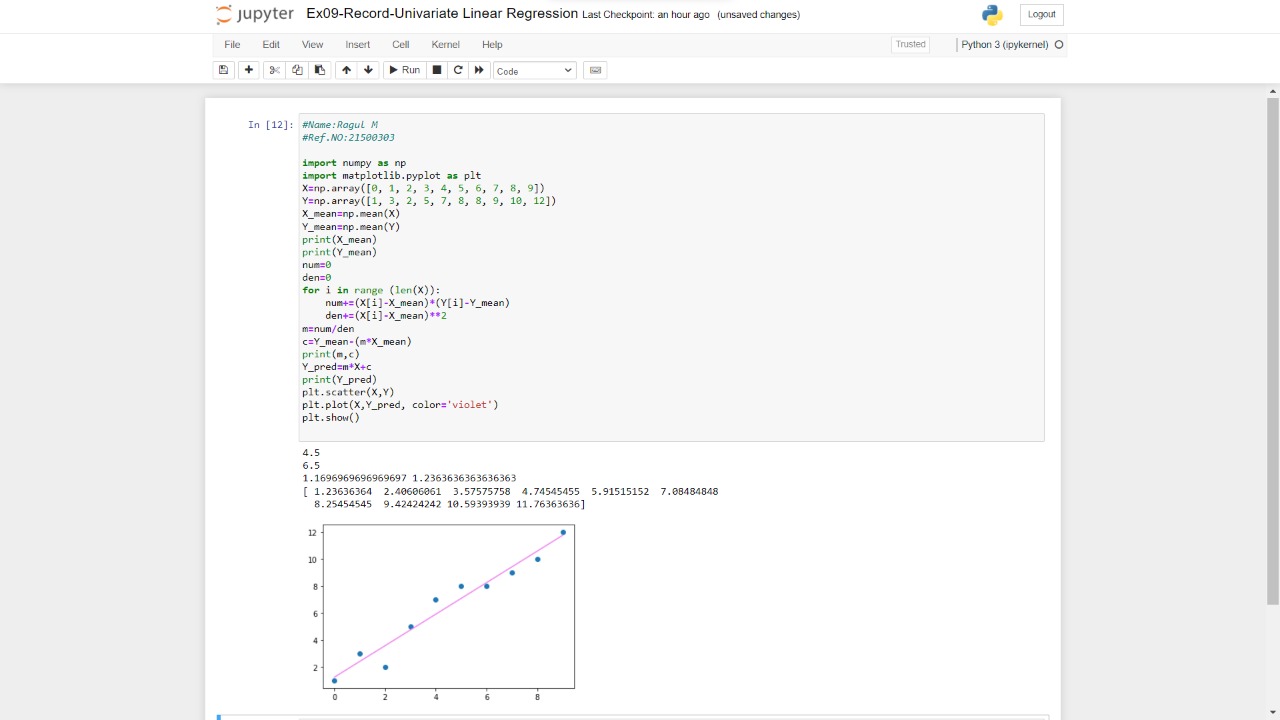 jupyter Ex09-Record-Univariate Linear Regression Last Checkpoint: an hour ago (unsaved changes) Logout
File Edit View Insert Cell Kernel Help Trusted Python 3 (ipykernel)
Run Code
In [12]:
#Name:Ragul M
#Ref.NO:21500303
import numpy as np
import matplotlib.pyplot as plt
X=np.array([0, 1, 2, 3, 4, 5, 6, 7, 8, 9])
Y=np.array([1, 3, 2, 5, 7, 8, 8, 9, 10, 12])
X_mean=np.mean(X)
Y_mean=np.mean(Y)
print(X_mean)
print(Y_mean)
num=0
den=0
for i in range (len(X)):
    num+=(X[i]-X_mean)*(Y[i]-Y_mean)
    den+=(X[i]-X_mean)**2
m=num/den
c=Y_mean-(m*X_mean)
print(m,c)
Y_pred=m*X+c
print(Y_pred)
plt.scatter(X,Y)
plt.plot(X,Y_pred, color='violet')
plt.show()
4.5
6.5
1.1696969696969697 1.2363636363636363
[ 1.23636364  2.40606061  3.57575758  4.74545455  5.91515152  7.08484848
  8.25454545  9.42424242 10.59393939 11.76363636]
12
10
8
6
4
2
0 2 4 6 8